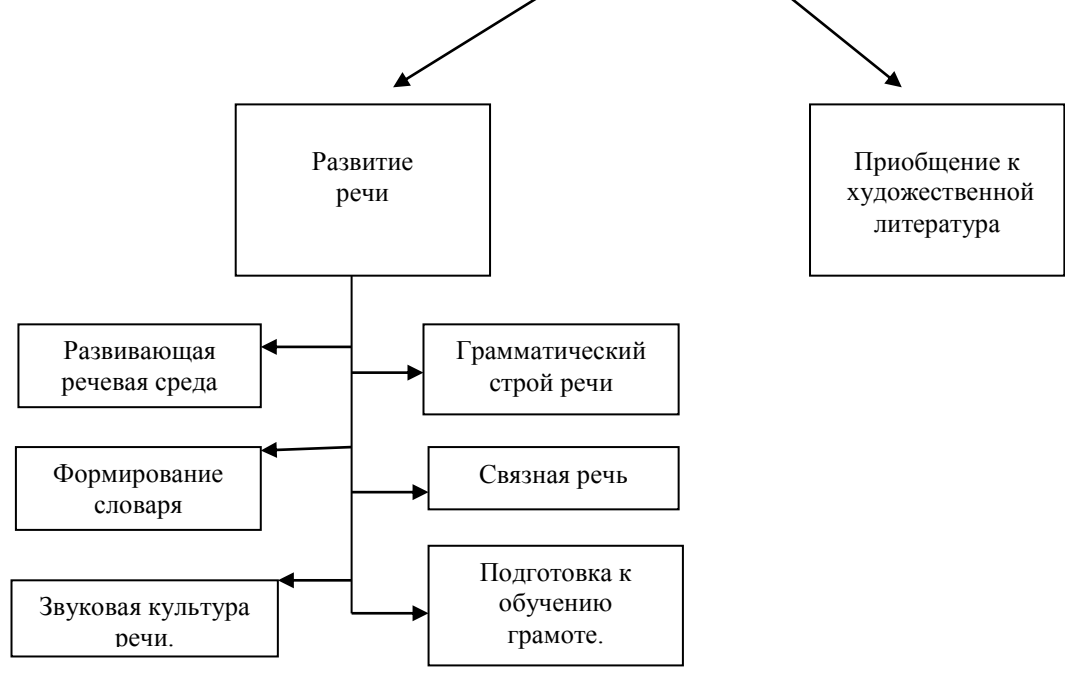 Развитие
речи
Приобщение к
художественной
литература
Развивающая
речевая среда
Грамматический
строй речи
Формирование
словаря
Связная речь
Звуковая культура
речи.
Подготовка к
обучению
грамоте.